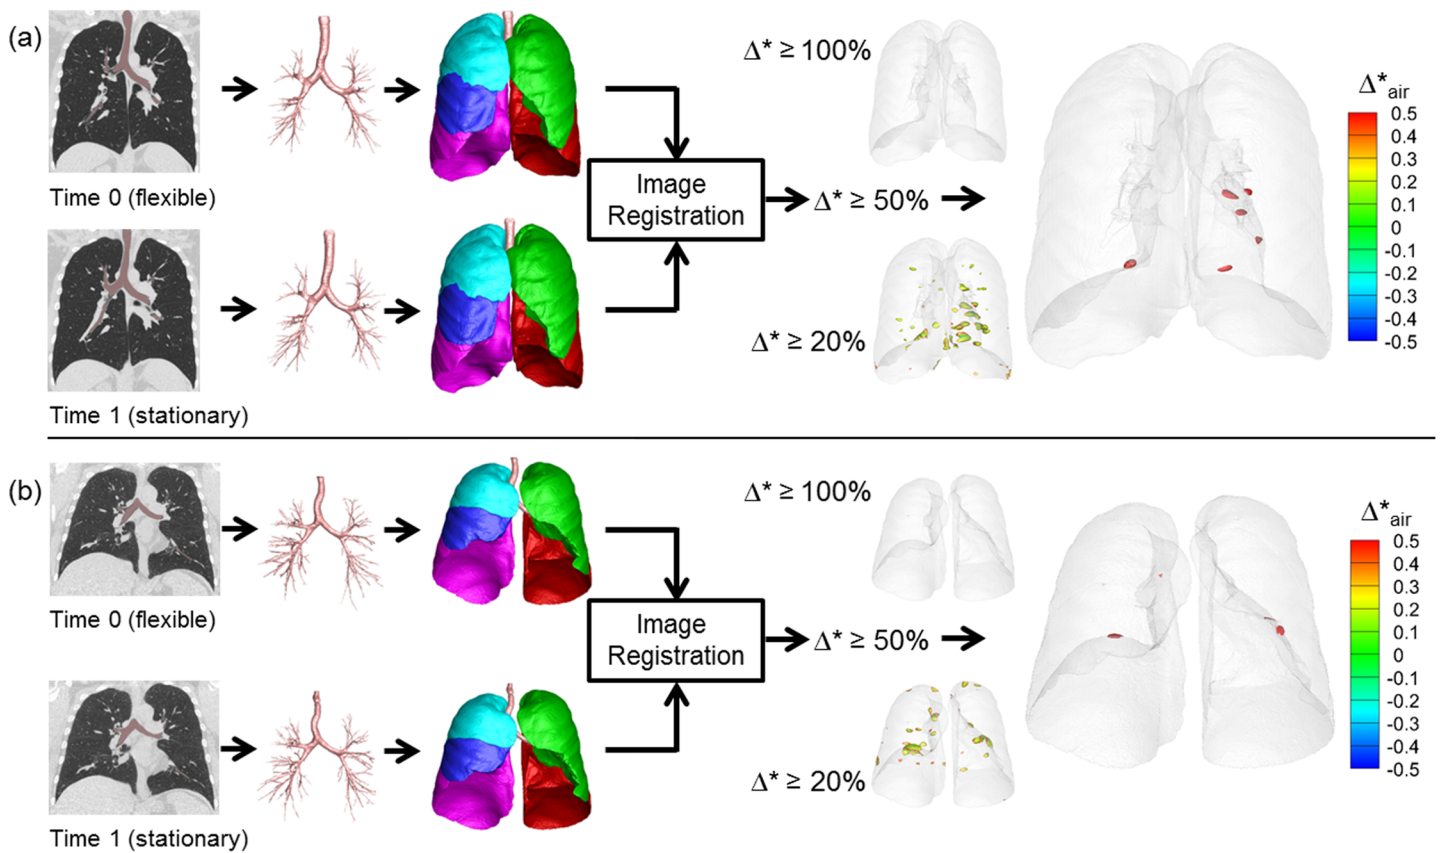 (a)
Time 0 (flexible)
Time 1 (stationary)
Image
Registration
Δ* ≥ 100%
Δ* ≥ 50%
Δ* ≥ 20%
Δ*air
0.5
0.4
0.3
0.2
0.1
0
-0.1
-0.2
-0.3
-0.4
-0.5
(b)
Time 0 (flexible)
Time 1 (stationary)
Image
Registration
Δ* ≥ 100%
Δ* ≥ 50%
Δ* ≥ 20%
Δ*air
0.5
0.4
0.3
0.2
0.1
0
-0.1
-0.2
-0.3
-0.4
-0.5